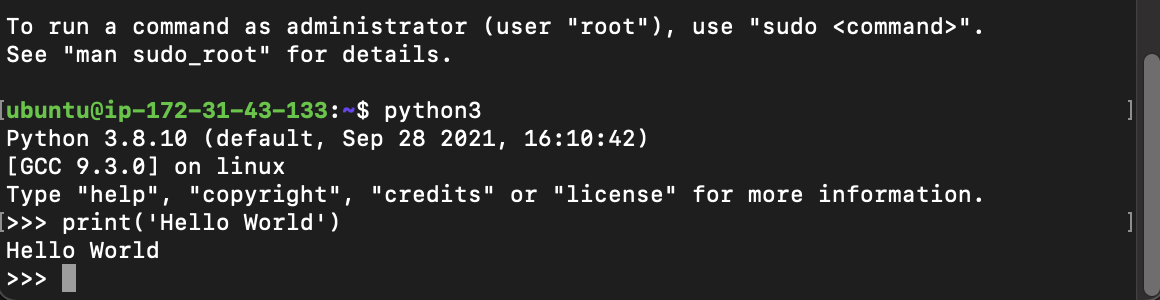 To run a command as administrator (user "root"), use "sudo <command>".
See "man sudo_root" for details.
[ubuntu@ip-172-31-43-133:~$ python3 ]
Python 3.8.10 (default, Sep 28 2021, 16:10:42)
[GCC 9.3.0] on linux
Type "help", "copyright", "credits" or "license" for more information.
[>>> print('Hello World') ]
Hello World
>>>